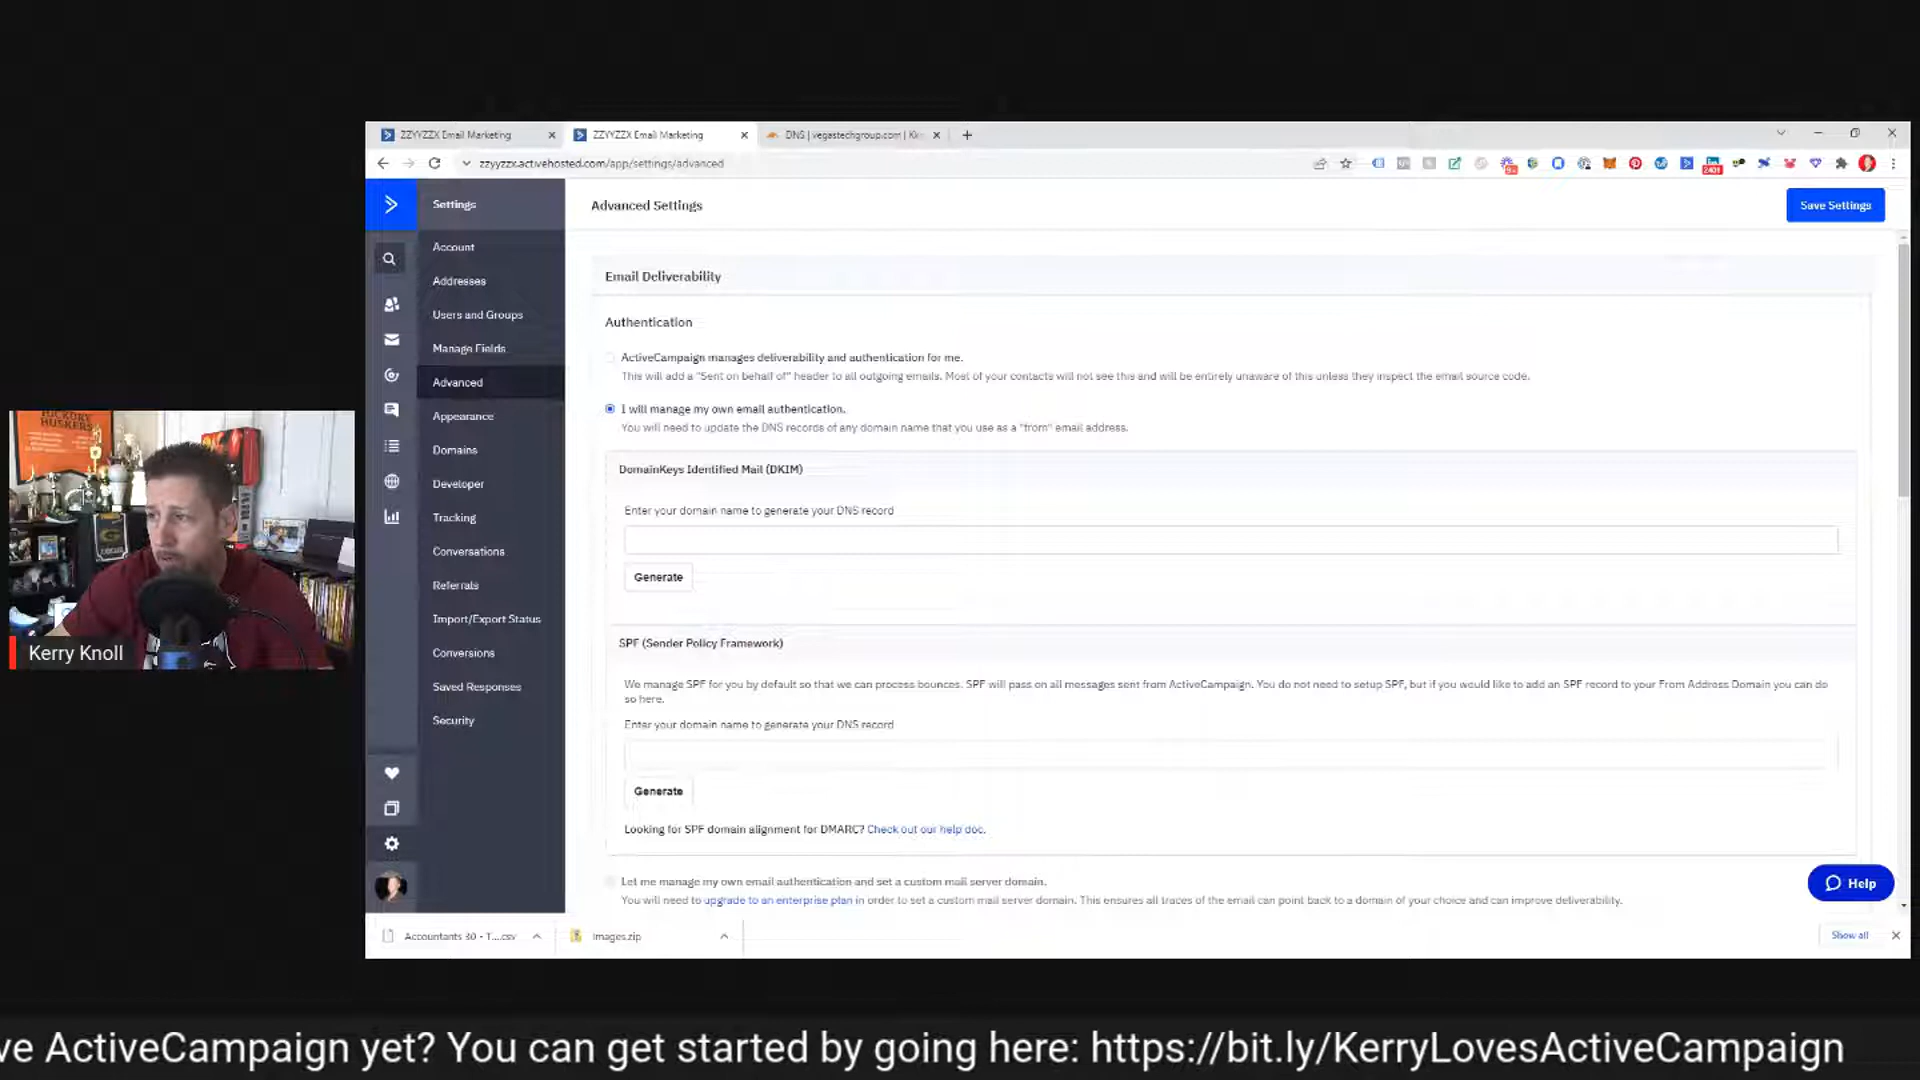 ZZYYZZX Email Marketing
ZZYYZZX Email Marketing
DNS | vegastechgroup.com |
zzyyzzx.activehosted.com/app/settings/advanced
9+
2401
Settings
Advanced Settings
Save Settings
Account
Addresses
Users and Groups
Manage Fields
Advanced
Appearance
Domains
Developer
Tracking
Conversations
Referrals
Import/Export Status
Conversions
Saved Responses
Security
Email Deliverability
Authentication
ActiveCampaign manages deliverability and authentication for me.
This will add a "Sent on behalf of" header to all outgoing emails. Most of your contacts will not see this and will be entirely unaware of this unless they inspect the email source code.
I will manage my own email authentication.
You will need to update the DNS records of any domain name that you use as a "from" email address.
DomainKeys Identified Mail (DKIM)
Enter your domain name to generate your DNS record
Generate
SPF (Sender Policy Framework)
We manage SPF for you by default so that we can process bounces. SPF will pass on all messages sent from ActiveCampaign. You do not need to setup SPF, but if you would like to add an SPF record to your From Address Domain you can do
so here.
Enter your domain name to generate your DNS record
Generate
Looking for SPF domain alignment for DMARC? Check out our help doc.
Let me manage my own email authentication and set a custom mail server domain.
You will need to upgrade to an enterprise plan in order to set a custom mail server domain. This ensures all traces of the email can point back to a domain of your choice and can improve deliverability.
Help
Accountants 30 - T....csv
Images.zip
Show all
HICKORY
HUSKERS
Kerry Knoll
ve ActiveCampaign yet? You can get started by going here: https://bit.ly/KerryLovesActiveCampaign